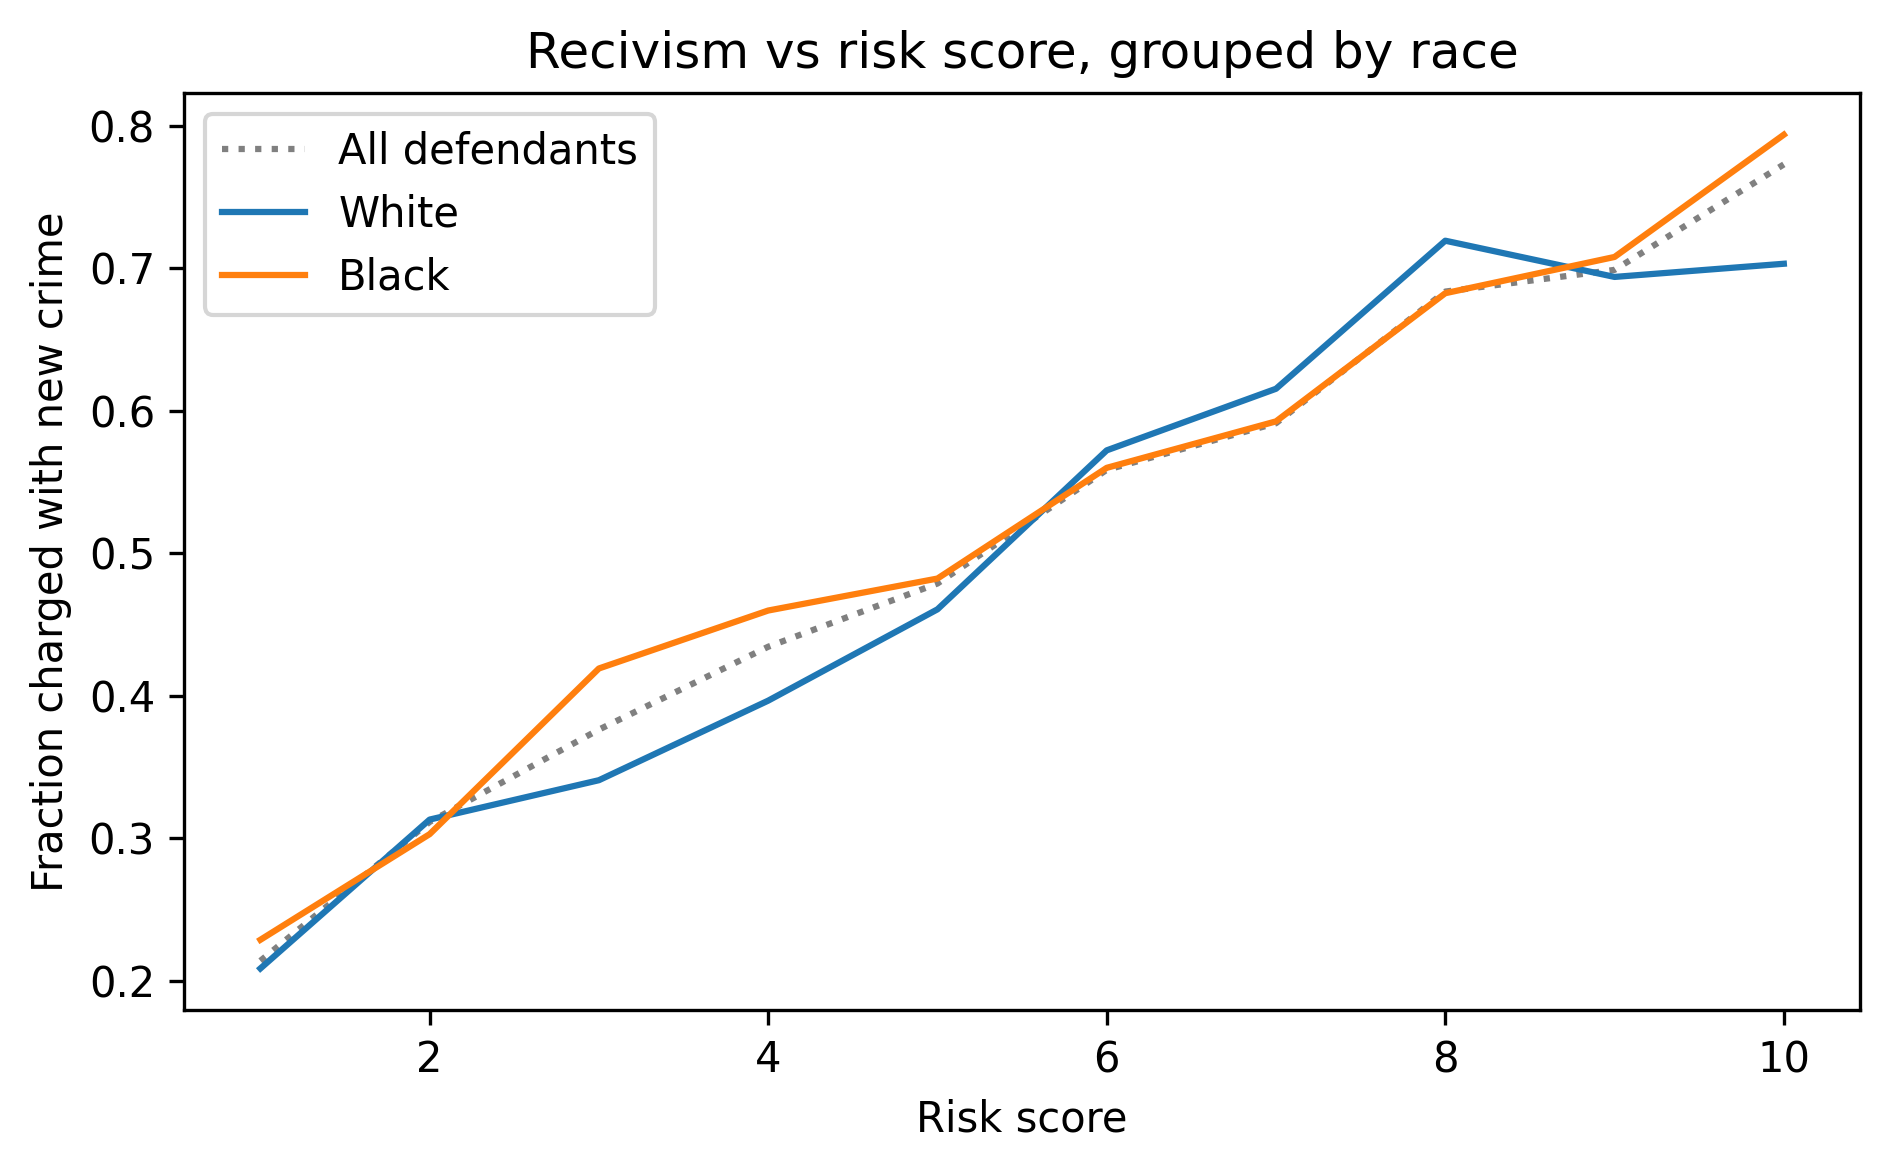 Recivism vs risk score, grouped by race
All defendants
White
Black
Fraction charged with new crime
0.8
0.7
0.6
0.5
0.4
0.3
0.2
2 4 6 8 10
Risk score